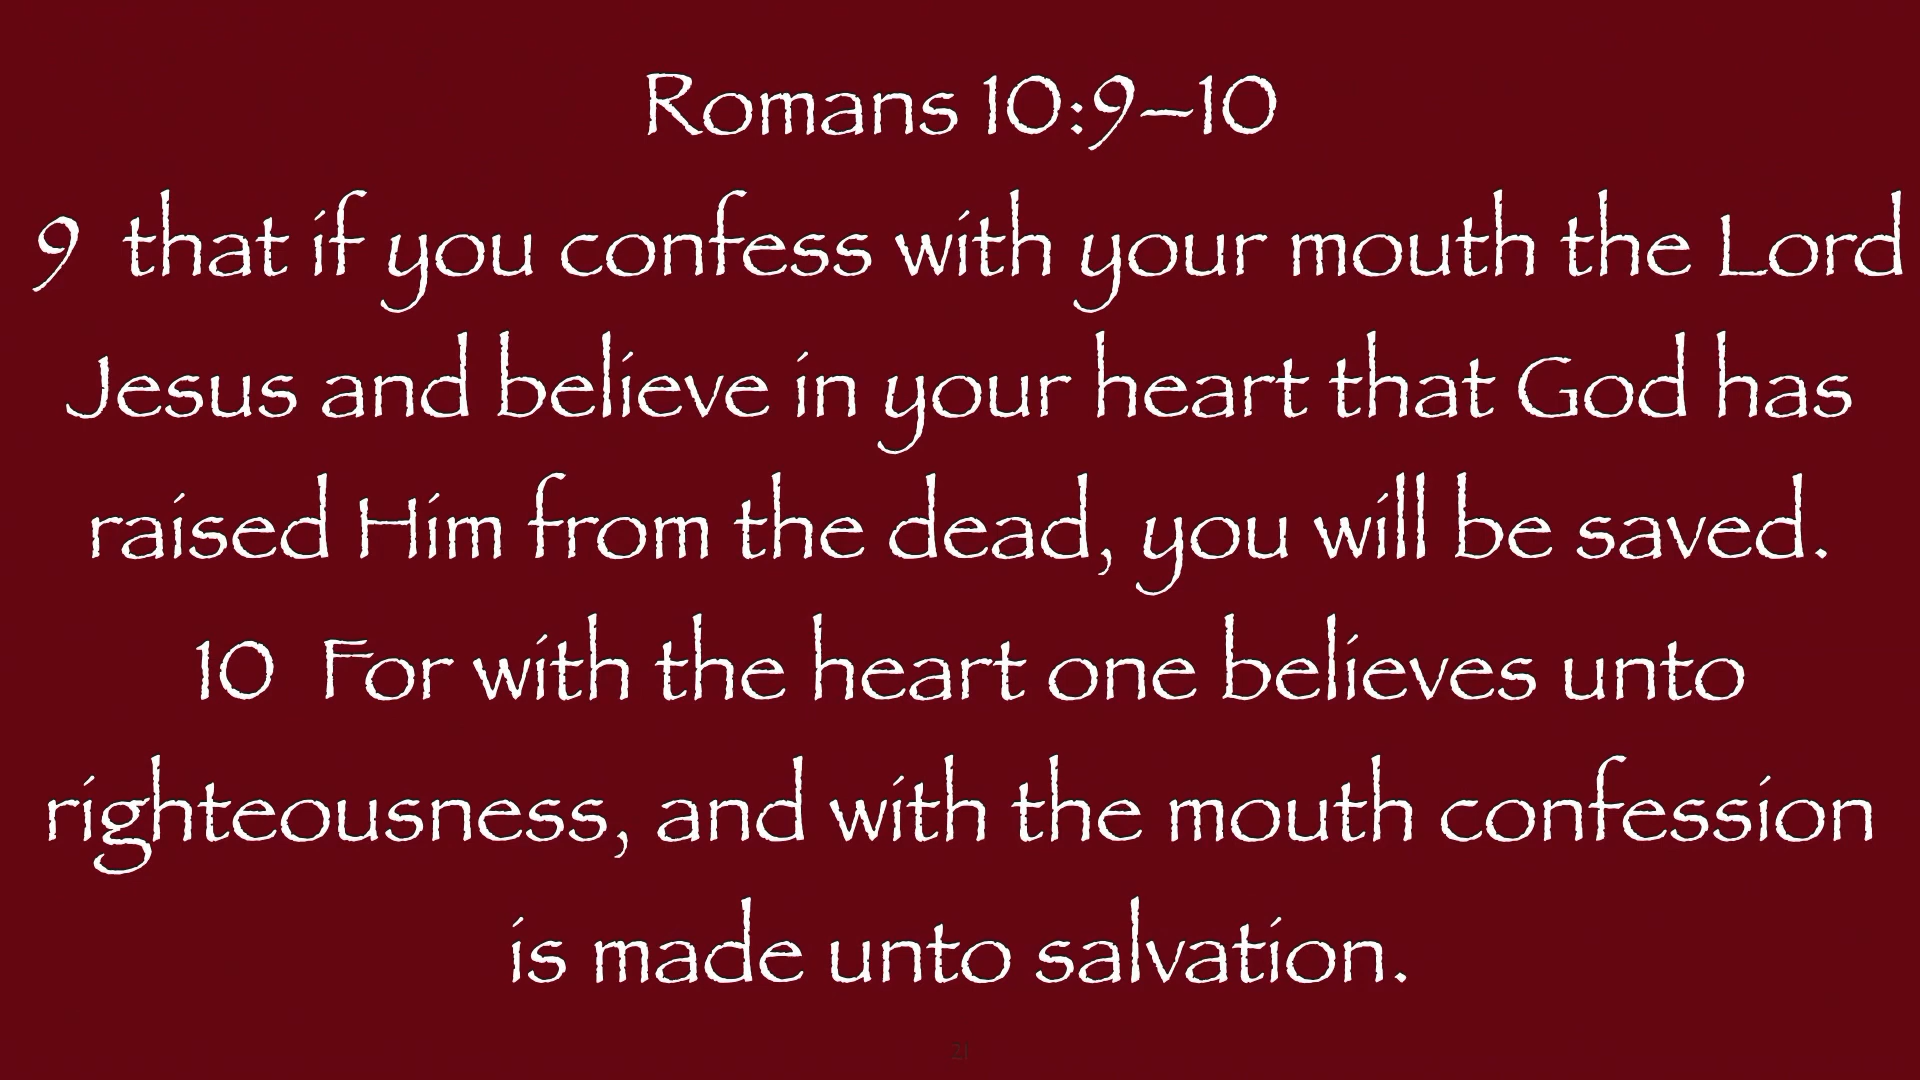 Romans 10:9–10
9 that if you confess with your mouth the Lord
Jesus and believe in your heart that God has
raised Him from the dead, you will be saved.
10 For with the heart one believes unto
righteousness, and with the mouth confession
is made unto salvation.
21